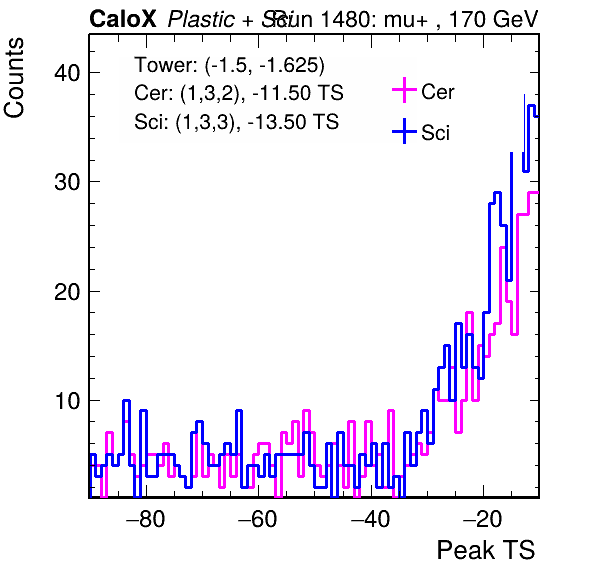 CaloX Plastic + Sci Run 1480: mu+ , 170 GeV
Counts
Tower: (-1.5, -1.625)
Cer: (1,3,2), -11.50 TS
Sci: (1,3,3), -13.50 TS
Cer
Sci
40
30
20
10
−80 −60 −40 −20
Peak TS